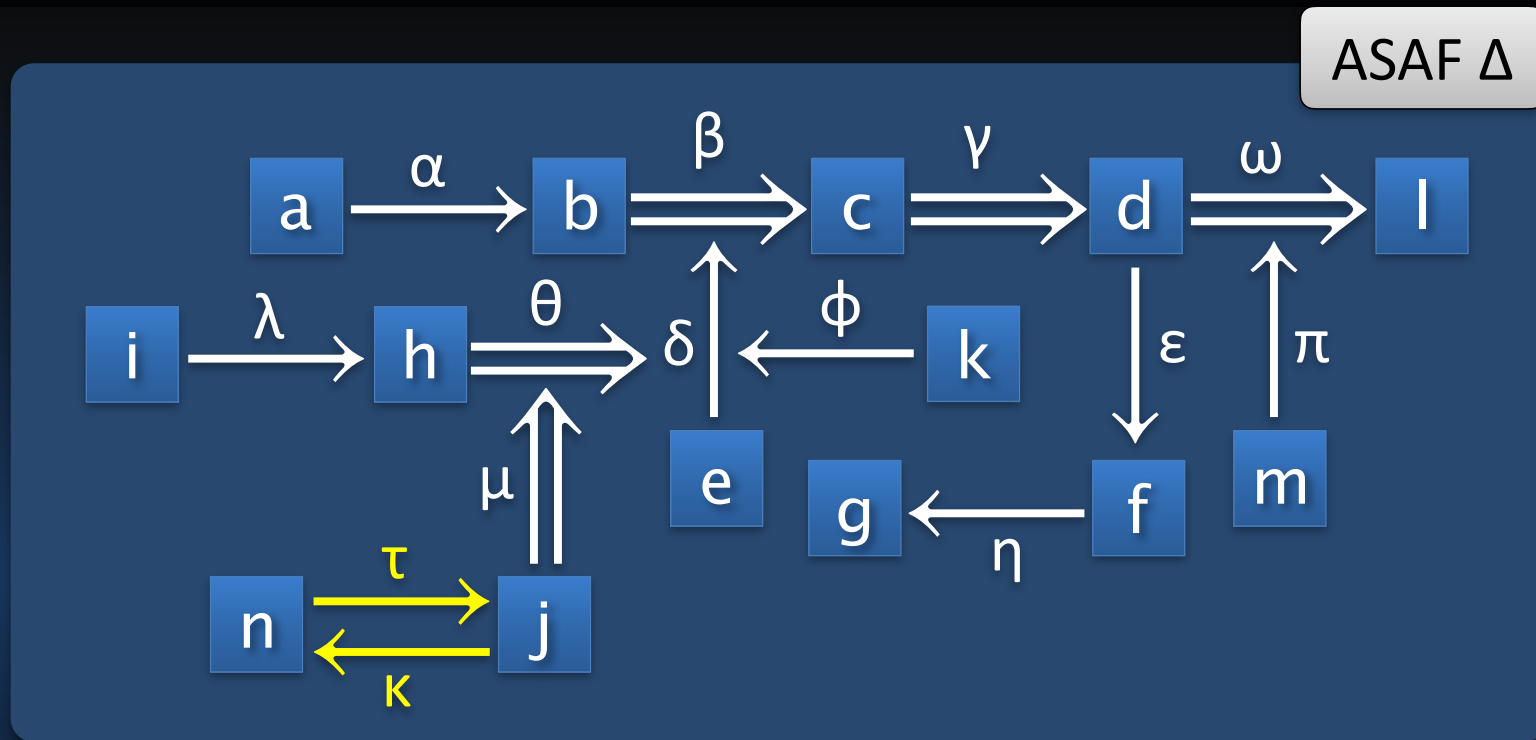 ASAF Δ
β γ ω
α
a b c d l
θ ϕ
λ
i h δ k ε π
μ e g f m
η
τ
n j
κ